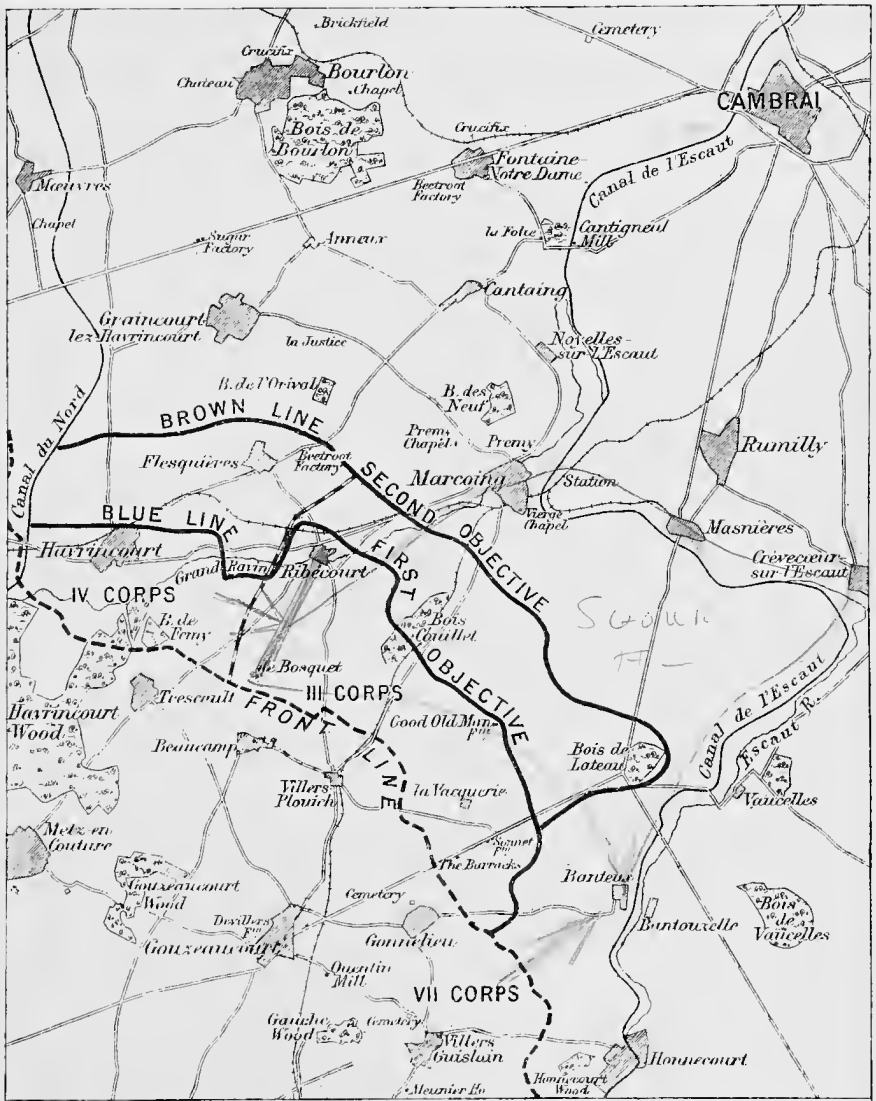 Brickfield
Cemetery
Crucifix
Chateau
Bourlon
Chapel
CAMBRAI
Bois de
Bourlon
Crucifix
Canal de l'Escaut
Fontaine-
Notre Dame
Mœuvres
Beetroot
Factory
Chapel
la Folie
Cantigneul
Mill
Sugar
Factory
Anneux
Cantaing
Graincourt
lez-Havrincourt
la Justice
Noyelles-
sur l'Escaut
B. de l'Orival
B. des
Neuf
Canal du Nord
BROWN LINE
Prem
Chapel
Premy
Rumilly
Flesquières
Beetroot
Factory
SECOND OBJECTIVE
Marcoing
Station
BLUE LINE
Vierge
Chapel
Masnières
Havrincourt
Grand Ravin
Ribécourt
FIRST OBJECTIVE
Crèvecœur-
sur l'Escaut
IV CORPS
B. de
Femy
Bois
Couillet
le Bosquet
III CORPS
Trescault
FRONT LINE
Havrincourt
Wood
Good Old Man
Fm
Canal de l'Escaut
Escaut R.
Beaucamp
Bois de
Lateau
Villers
Plouich
la Vacquerie
Vaucelles
Metz-en
Couture
Sonnet
Fm
The Barracks
Gouzeaucourt
Wood
Cemetery
Banteux
Bois
de
Vaucelles
Dévillers
Fm
Gouzeaucourt
Gonnelieu
Bantouzelle
Quentin
Mill
VII CORPS
Gauche
Wood
Cemetery
Villers
Guislain
Honnecourt
Honnecourt
Wood
Meunier Ho